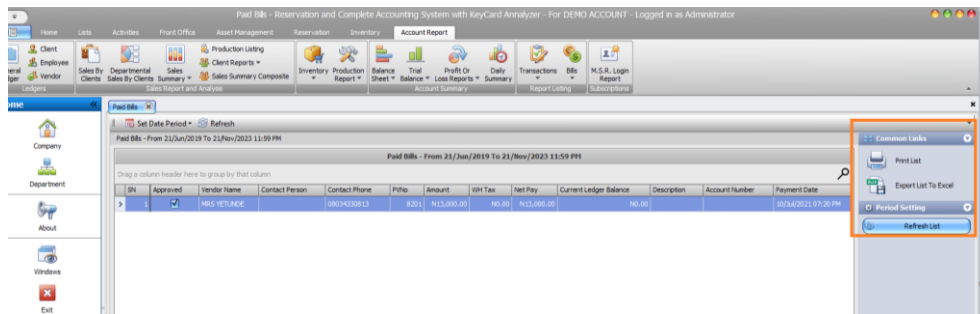 Paid Bills - Reservation and Complete Accounting System with KeyCard Annalyzer - For DEMO ACCOUNT - Logged in as Administrator
Home Lists Activities Front Office Asset Management Reservation Inventory Account Report
Client
Employee
Vendor
Ledgers
Sales By Clients
Departmental Sales By Clients
Sales Summary
Production Listing
Client Reports
Sales Summary Composite
Sales Report and Analysis
Inventory
Production Report
Balance Sheet
Trial Balance
Profit Or Loss Reports
Daily Summary
Account Summary
Transactions
Bills
Report Listing
M.S.R. Login Report
Subscriptions
Company
Department
About
Windows
Exit
Paid Bills
Set Date Period Refresh
Paid Bills - From 21/Jun/2019 To 21/Nov/2023 11:59 PM
Paid Bills - From 21/Jun/2019 To 21/Nov/2023 11:59 PM
Drag a column header here to group by that column
SN Approved Vendor Name Contact Person Contact Phone PVNo Amount WH Tax Net Pay Current Ledger Balance Description Account Number Payment Date
1 MRS YETUNDE 08034230813 8201 N13,000.00 N0.00 N13,000.00 N0.00 10/Jul/2021 07:20 PM
Common Links
Print List
Export List To Excel
Period Setting
Refresh List